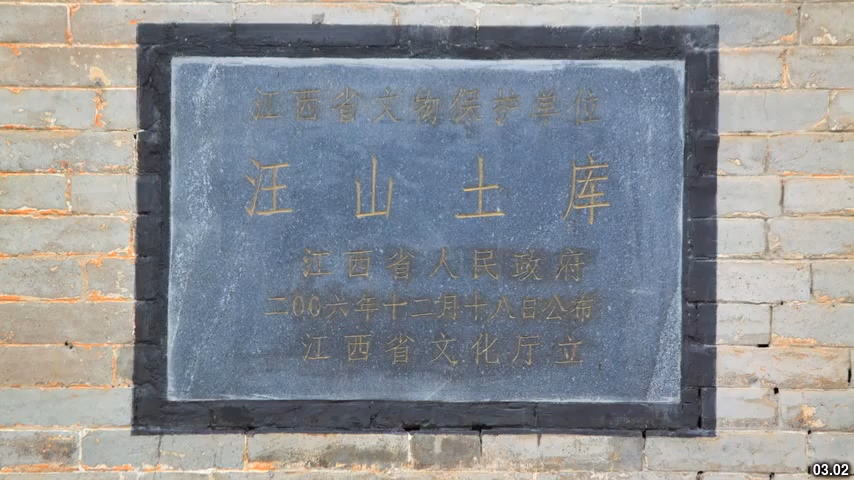 江西省文物保护单位
汪山土库
江西省人民政府
二00六年十二月十八日公布
江西省文化厅立
03.02